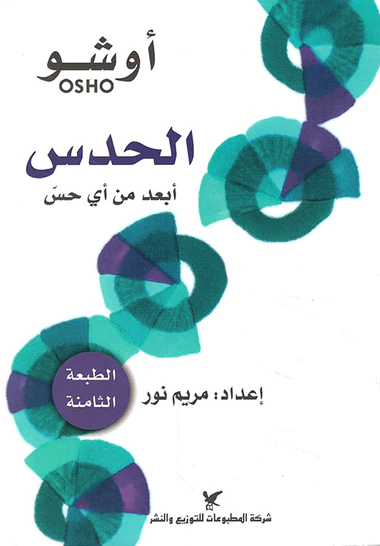 أوشو
OSHO
الحدس
أبعد من أي حسّ
إعداد: مريم نور
الطبعة
الثامنة
شركة المطبوعات للتوزيع والنشر